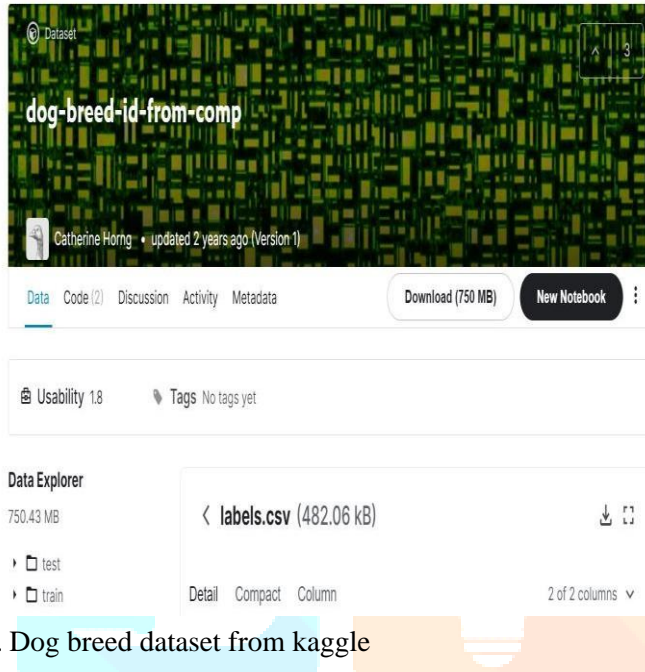 Dataset
3
dog-breed-id-from-comp
Catherine Horng • updated 2 years ago (Version 1)
Data Code (2) Discussion Activity Metadata Download (750 MB) New Notebook
Usability 1.8 Tags No tags yet
Data Explorer
750.43 MB
< labels.csv (482.06 kB)
test
train
Detail Compact Column 2 of 2 columns
. Dog breed dataset from kaggle